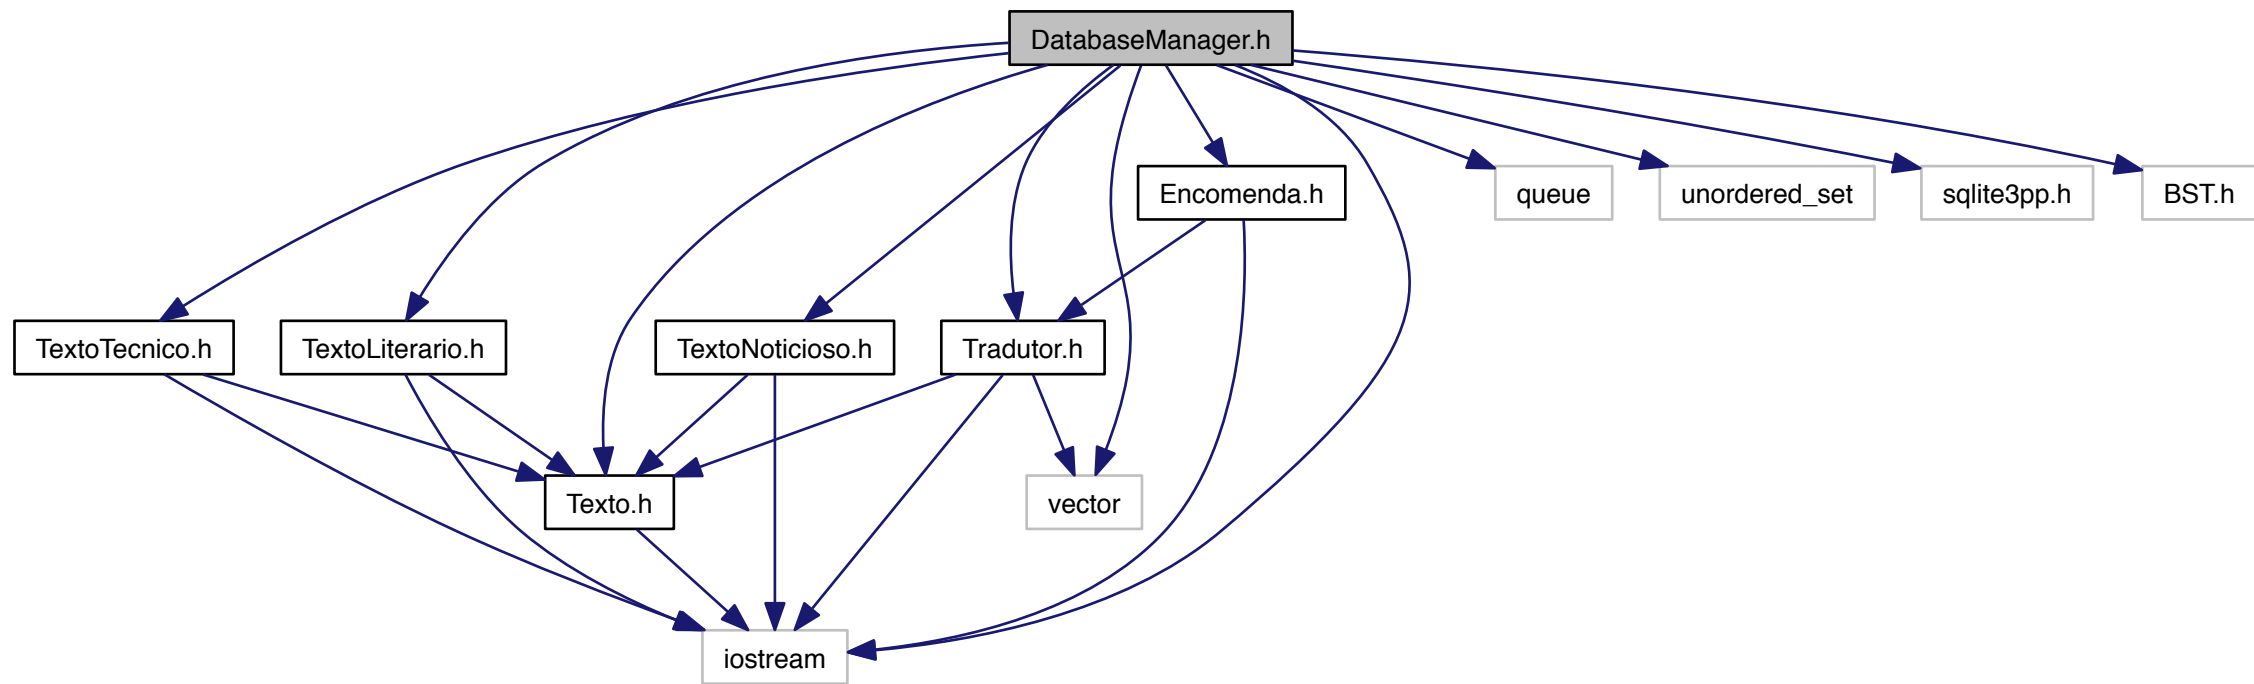 DatabaseManager.h
Encomenda.h
queue
unordered_set
sqlite3pp.h
BST.h
TextoTecnico.h
TextoLiterario.h
TextoNoticioso.h
Tradutor.h
Texto.h
vector
iostream